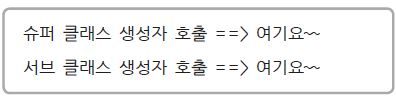 슈퍼 클래스 생성자 호출 ==> 여기요~~
서브 클래스 생성자 호출 ==> 여기요~~